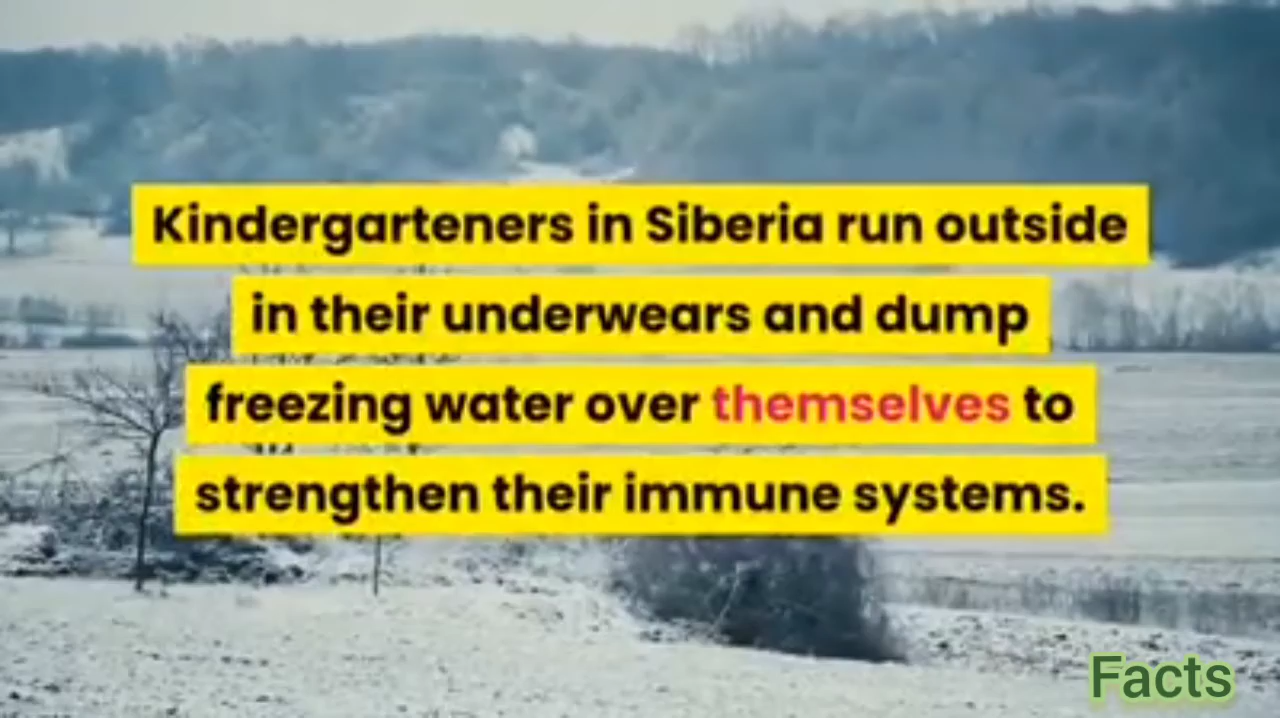 Kindergarteners in Siberia run outside
in their underwears and dump
freezing water over themselves to
strengthen their immune systems.
Facts